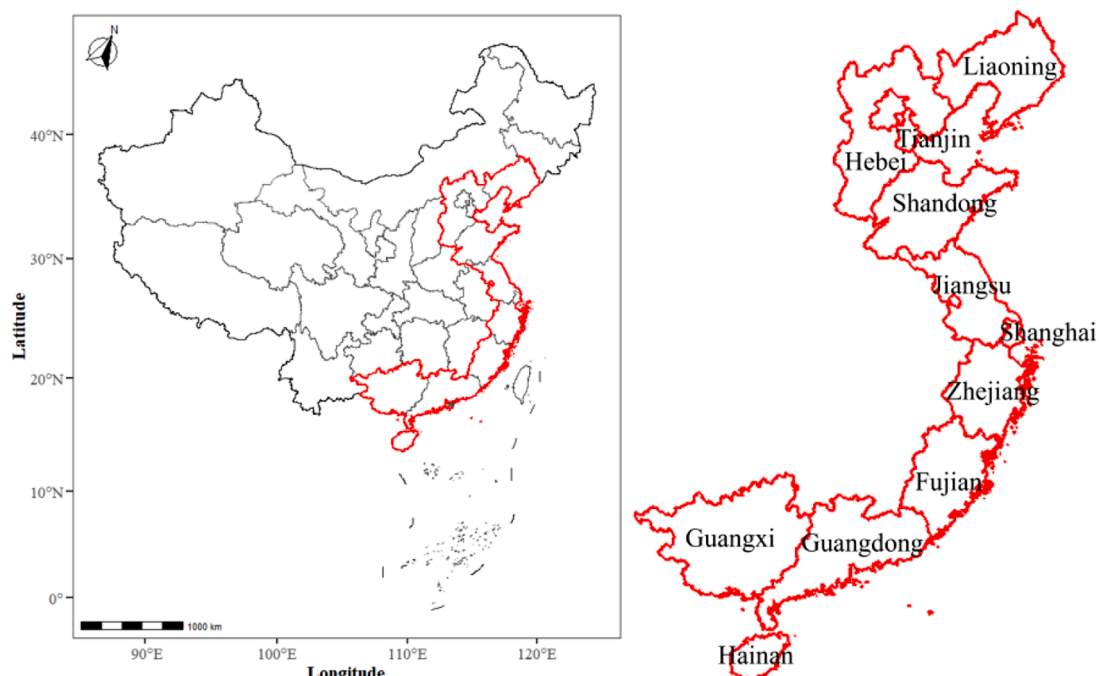 N
40°N
30°N
20°N
10°N
0°
Latitude
1000 km
90°E
100°E
110°E
120°E
Longitude
Liaoning
Tianjin
Hebei
Shandong
Jiangsu
Shanghai
Zhejiang
Fujian
Guangxi
Guangdong
Hainan